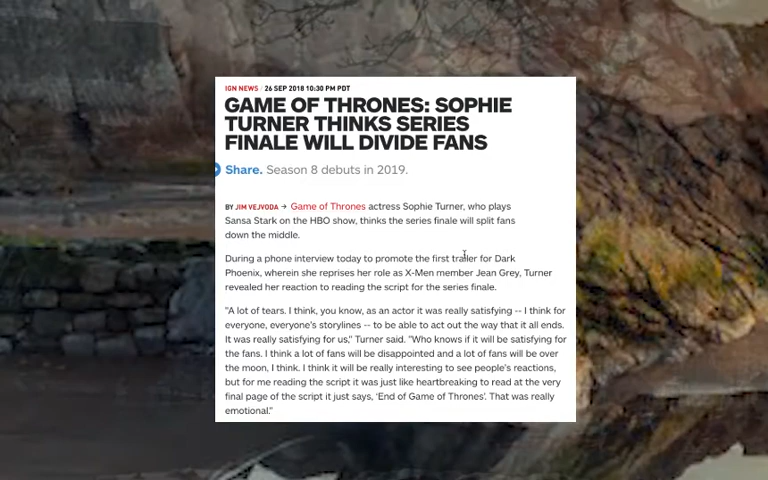 IGN NEWS / 26 SEP 2018 10:30 PM PDT
GAME OF THRONES: SOPHIE
TURNER THINKS SERIES
FINALE WILL DIVIDE FANS
Share. Season 8 debuts in 2019.
BY JIM VEJVODA → Game of Thrones actress Sophie Turner, who plays
Sansa Stark on the HBO show, thinks the series finale will split fans
down the middle.
During a phone interview today to promote the first trailer for Dark
Phoenix, wherein she reprises her role as X-Men member Jean Grey, Turner
revealed her reaction to reading the script for the series finale.
"A lot of tears. I think, you know, as an actor it was really satisfying -- I think for
everyone, everyone's storylines -- to be able to act out the way that it all ends.
It was really satisfying for us," Turner said. "Who knows if it will be satisfying for
the fans. I think a lot of fans will be disappointed and a lot of fans will be over
the moon, I think. I think it will be really interesting to see people's reactions,
but for me reading the script it was just like heartbreaking to read at the very
final page of the script it just says, 'End of Game of Thrones'. That was really
emotional."